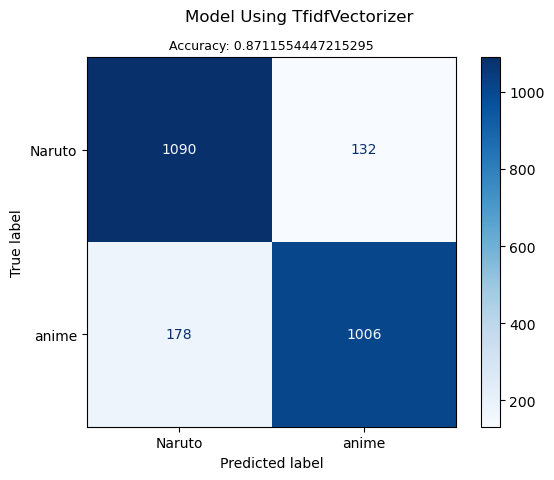 Model Using TfidfVectorizer
Accuracy: 0.8711554447215295
True label
Naruto
1090
132
anime
178
1006
Naruto
anime
Predicted label
1000
800
600
400
200